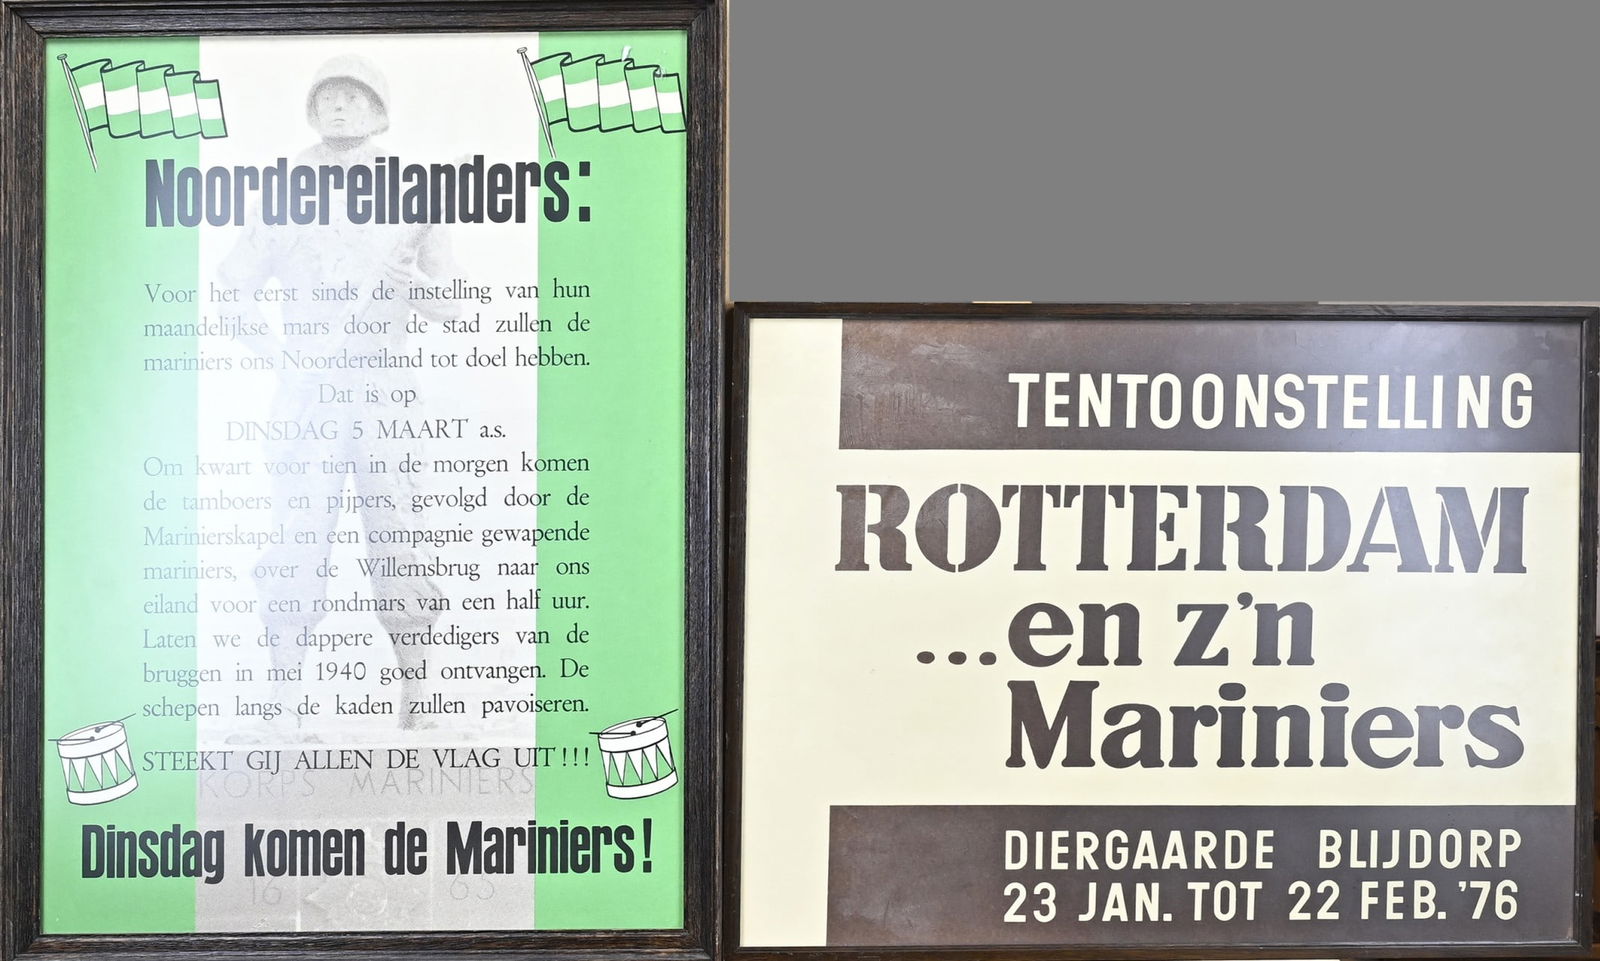 Noordereilanders:
Voor het eerst sinds de instelling van hun
maandelijkse mars door de stad zullen de
mariniers ons Noordereiland tot doel hebben.
Dat is op
DINSDAG 5 MAART a.s.
Om kwart voor tien in de morgen komen
de tamboers en pijpers, gevolgd door de
Marinierskapel en een compagnie gewapende
mariniers, over de Willemsbrug naar ons
eiland voor een rondmars van een half uur.
Laten we de dappere verdedigers van de
bruggen in mei 1940 goed ontvangen. De
schepen langs de kaden zullen pavoiseren.
STEEKT GIJ ALLEN DE VLAG UIT!!!
KORPS MARINIERS
Dinsdag komen de Mariniers!
16 65
TENTOONSTELLING
ROTTERDAM
...en z'n
Mariniers
DIERGAARDE BLIJDORP
23 JAN. TOT 22 FEB. '76